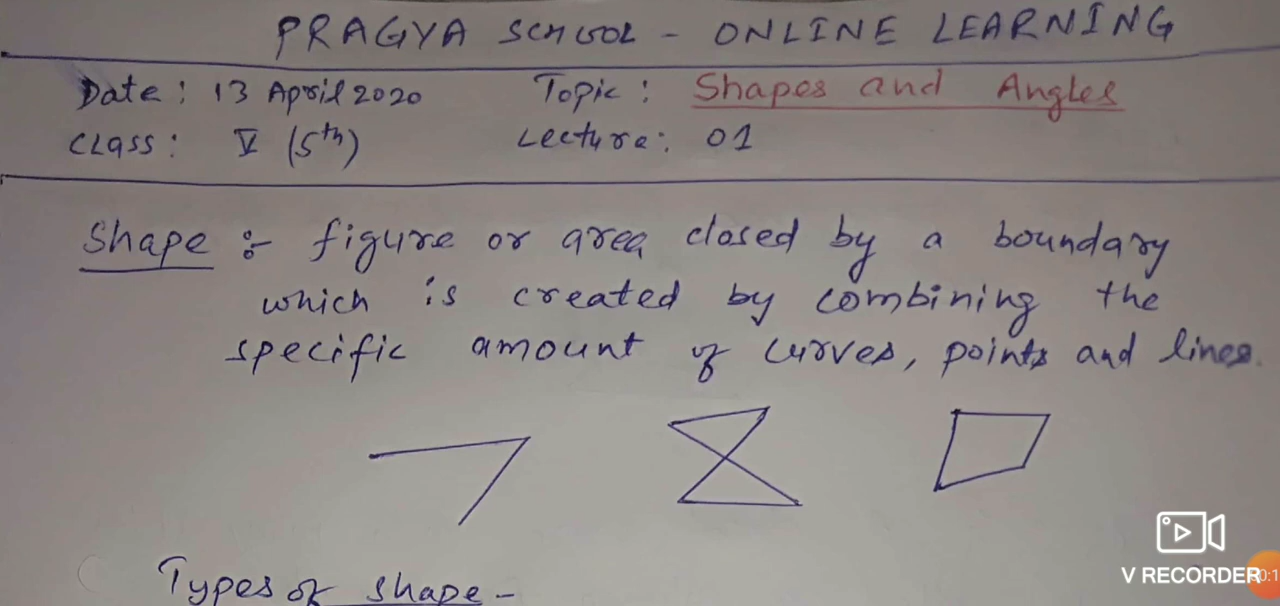 PRAGYA SCHOOL - ONLINE LEARNING
Date : 13 April 2020 Topic : Shapes and Angles
CLASS : V (5th) Lecture : 01
Shape :- figure or area closed by a boundary
which is created by combining the
specific amount of curves, points and lines.
Types of shape -
V RECORDER